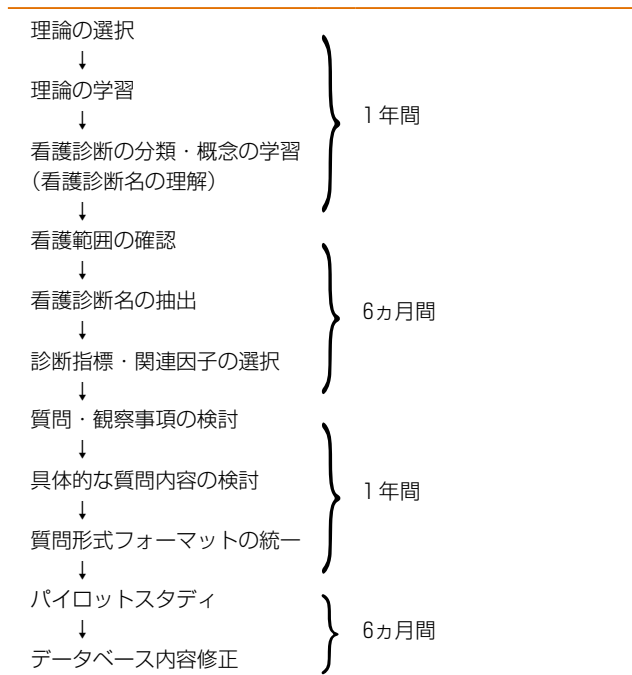 理論の選択
↓
理論の学習
↓
看護診断の分類・概念の学習
(看護診断名の理解)
1年間
↓
看護範囲の確認
↓
看護診断名の抽出
↓
診断指標・関連因子の選択
6ヵ月間
↓
質問・観察事項の検討
↓
具体的な質問内容の検討
↓
質問形式フォーマットの統一
1年間
↓
パイロットスタディ
↓
データベース内容修正
6ヵ月間